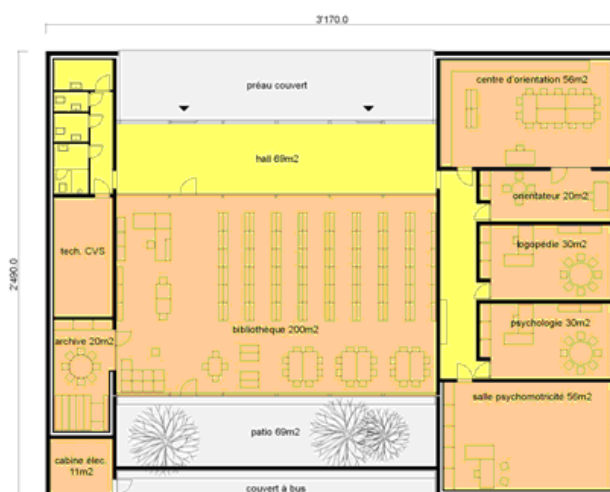 3'170.0
préau couvert
centre d'orientation 56m2
hall 69m2
orientateur 20m2
tech. CVS
logopédie 30m2
2'490.0
bibliothèque 200m2
psychologie 30m2
archive 20m2
salle psychomotricité 56m2
patio 69m2
cabine élec.
11m2
couvert à bus